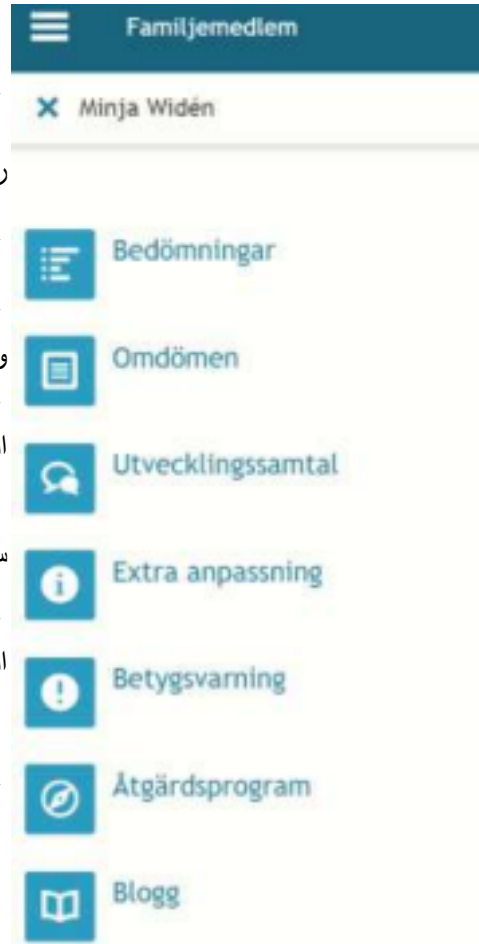 Familjemedlem
Minja Widén
Bedömningar
Omdömen
Utvecklingssamtal
Extra anpassning
Betygsvarning
Åtgärdsprogram
Blogg